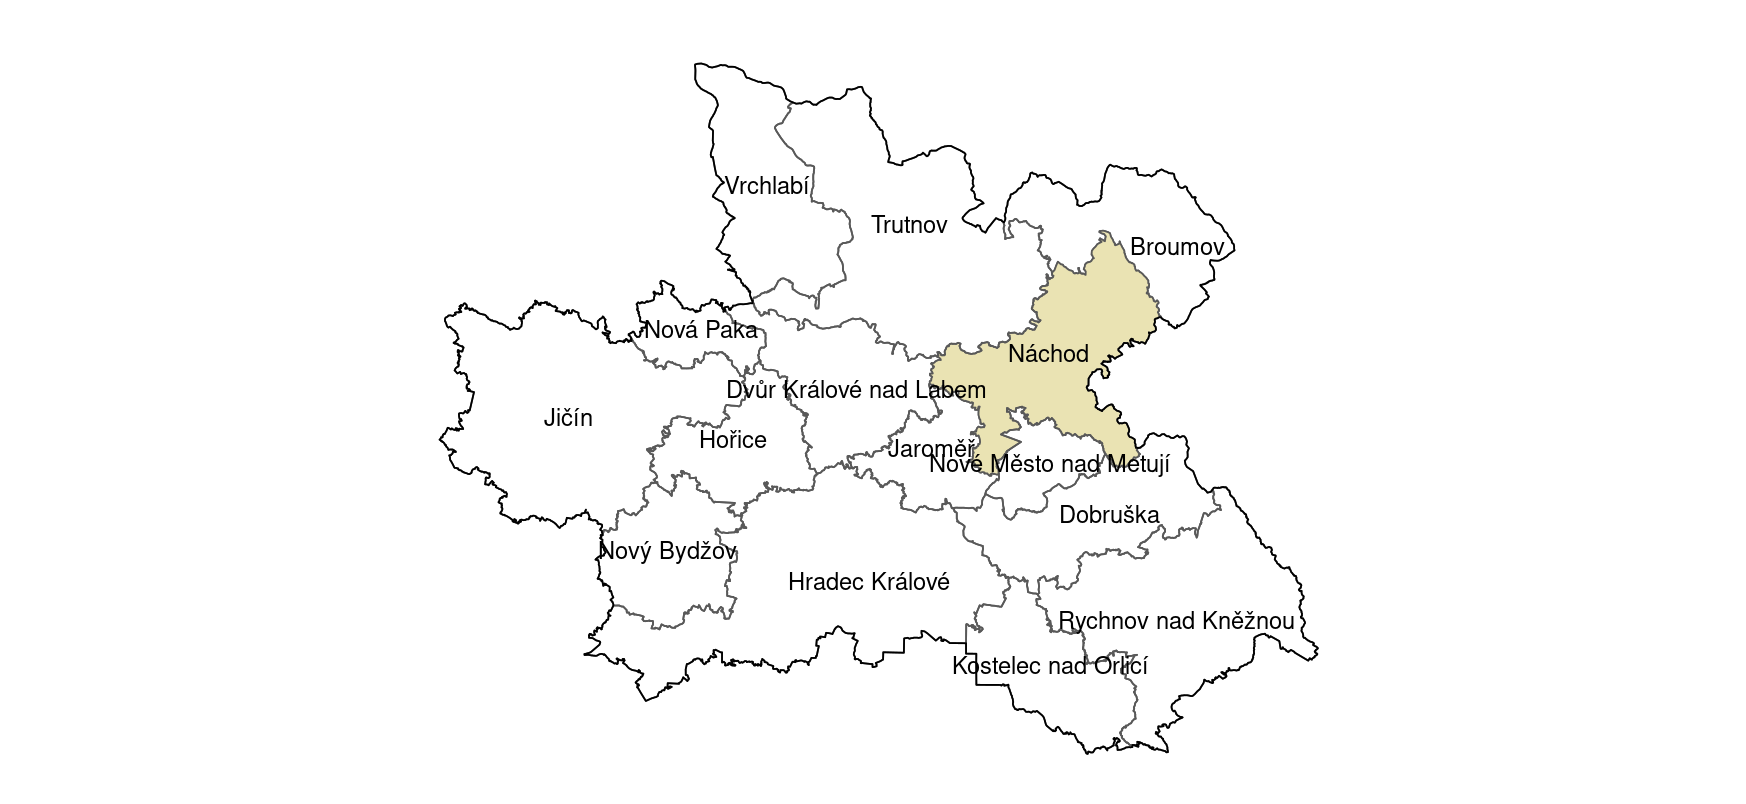 Vrchlabí
Trutnov
Broumov
Nová Paka
Náchod
Dvůr Králové nad Labem
Jičín
Hořice
Jaroměř
Nové Město nad Metují
Dobruška
Nový Bydžov
Hradec Králové
Rychnov nad Kněžnou
Kostelec nad Orlicí